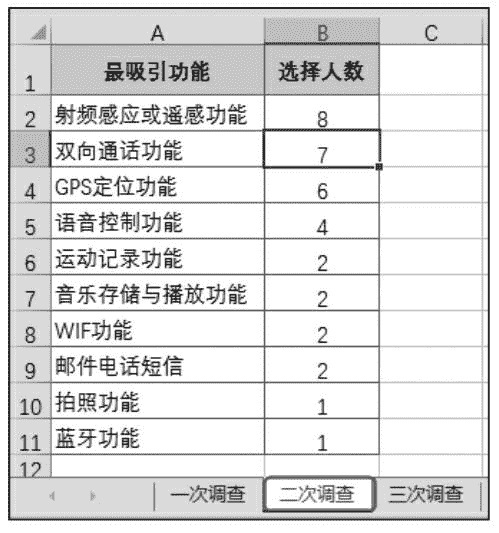 A B C
1 最吸引功能 选择人数
2 射频感应或遥感功能 8
3 双向通话功能 7
4 GPS定位功能 6
5 语音控制功能 4
6 运动记录功能 2
7 音乐存储与播放功能 2
8 WIF功能 2
9 邮件电话短信 2
10 拍照功能 1
11 蓝牙功能 1
12
一次调查 二次调查 三次调查